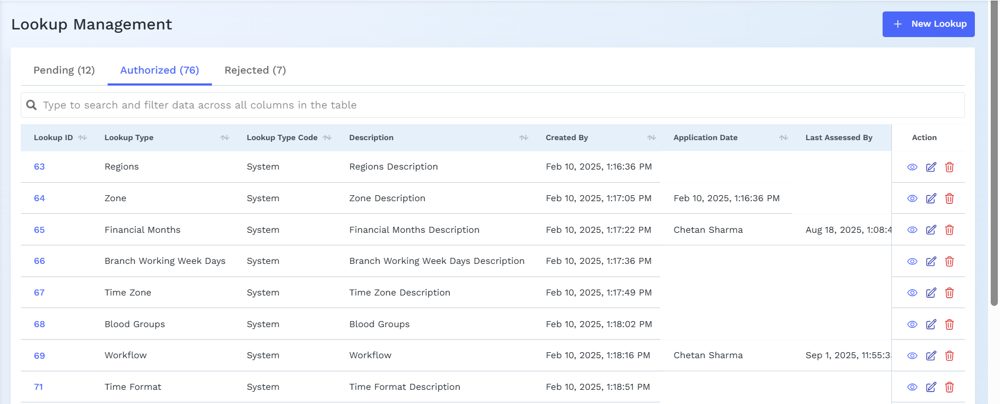 Lookup Management
New Lookup
Pending (12) Authorized (76) Rejected (7)
Type to search and filter data across all columns in the table
Lookup ID Lookup Type Lookup Type Code Description Created By Application Date Last Assessed By Action
63 Regions System Regions Description Feb 10, 2025, 1:16:36 PM
64 Zone System Zone Description Feb 10, 2025, 1:17:05 PM Feb 10, 2025, 1:16:36 PM
65 Financial Months System Financial Months Description Feb 10, 2025, 1:17:22 PM Chetan Sharma Aug 18, 2025, 1:08:4
66 Branch Working Week Days System Branch Working Week Days Description Feb 10, 2025, 1:17:36 PM
67 Time Zone System Time Zone Description Feb 10, 2025, 1:17:49 PM
68 Blood Groups System Blood Groups Feb 10, 2025, 1:18:02 PM
69 Workflow System Workflow Feb 10, 2025, 1:18:16 PM Chetan Sharma Sep 1, 2025, 11:55:3
71 Time Format System Time Format Description Feb 10, 2025, 1:18:51 PM